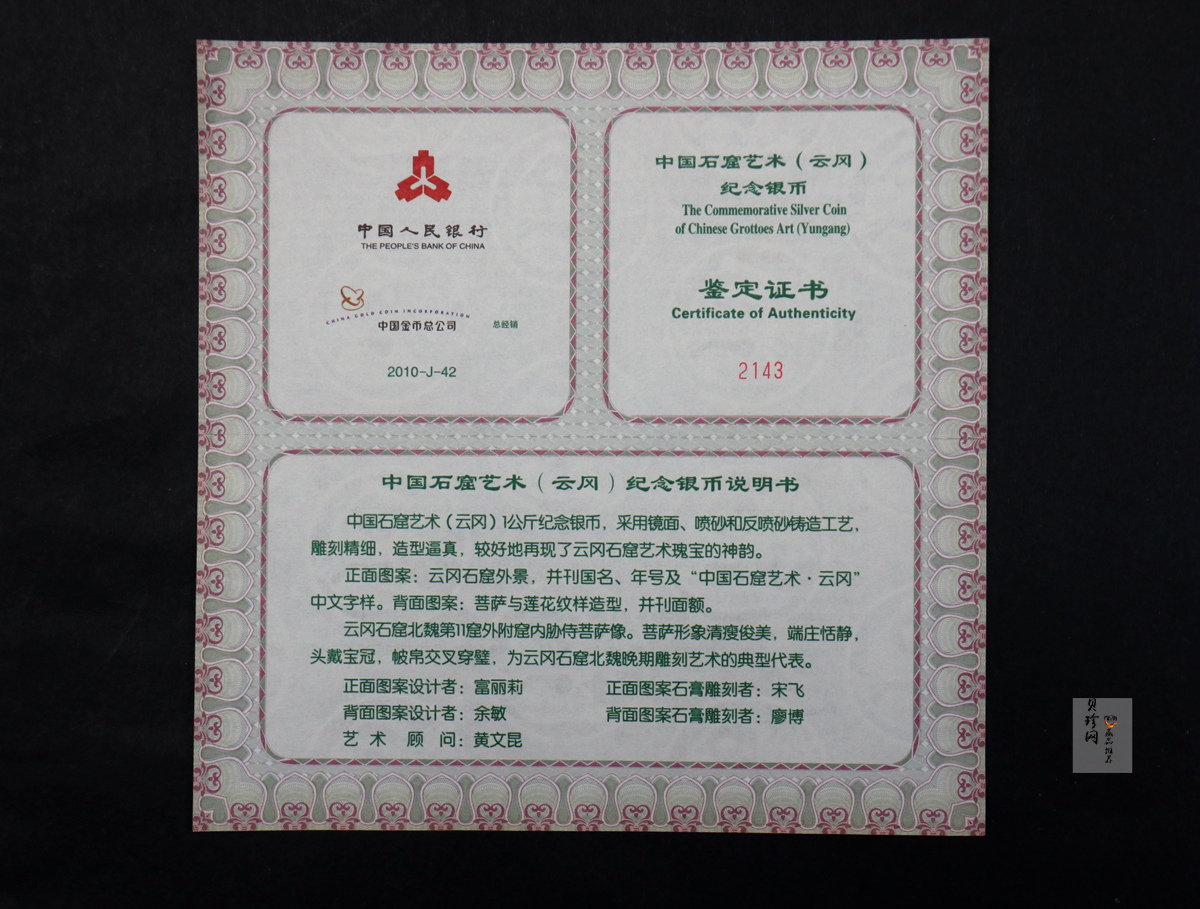 中国人民银行
THE PEOPLE'S BANK OF CHINA
CHINA GOLD COIN INCORPORATION
中国金币总公司 总经销
2010-J-42
中国石窟艺术（云冈）
纪念银币
The Commemorative Silver Coin
of Chinese Grottoes Art (Yungang)
鉴定证书
Certificate of Authenticity
2143
中国石窟艺术（云冈）纪念银币说明书
中国石窟艺术（云冈）1公斤纪念银币，采用镜面、喷砂和反喷砂铸造工艺，
雕刻精细，造型逼真，较好地再现了云冈石窟艺术瑰宝的神韵。
正面图案：云冈石窟外景，并刊国名、年号及“中国石窟艺术·云冈”
中文字样。背面图案：菩萨与莲花纹样造型，并刊面额。
云冈石窟北魏第11窟外附窟内胁侍菩萨像。菩萨形象清瘦俊美，端庄恬静，
头戴宝冠，帔帛交叉穿璧，为云冈石窟北魏晚期雕刻艺术的典型代表。
正面图案设计者：富丽莉 正面图案石膏雕刻者：宋飞
背面图案设计者：余敏 背面图案石膏雕刻者：廖博
艺术顾问：黄文昆
贝珍网
藏品推荐